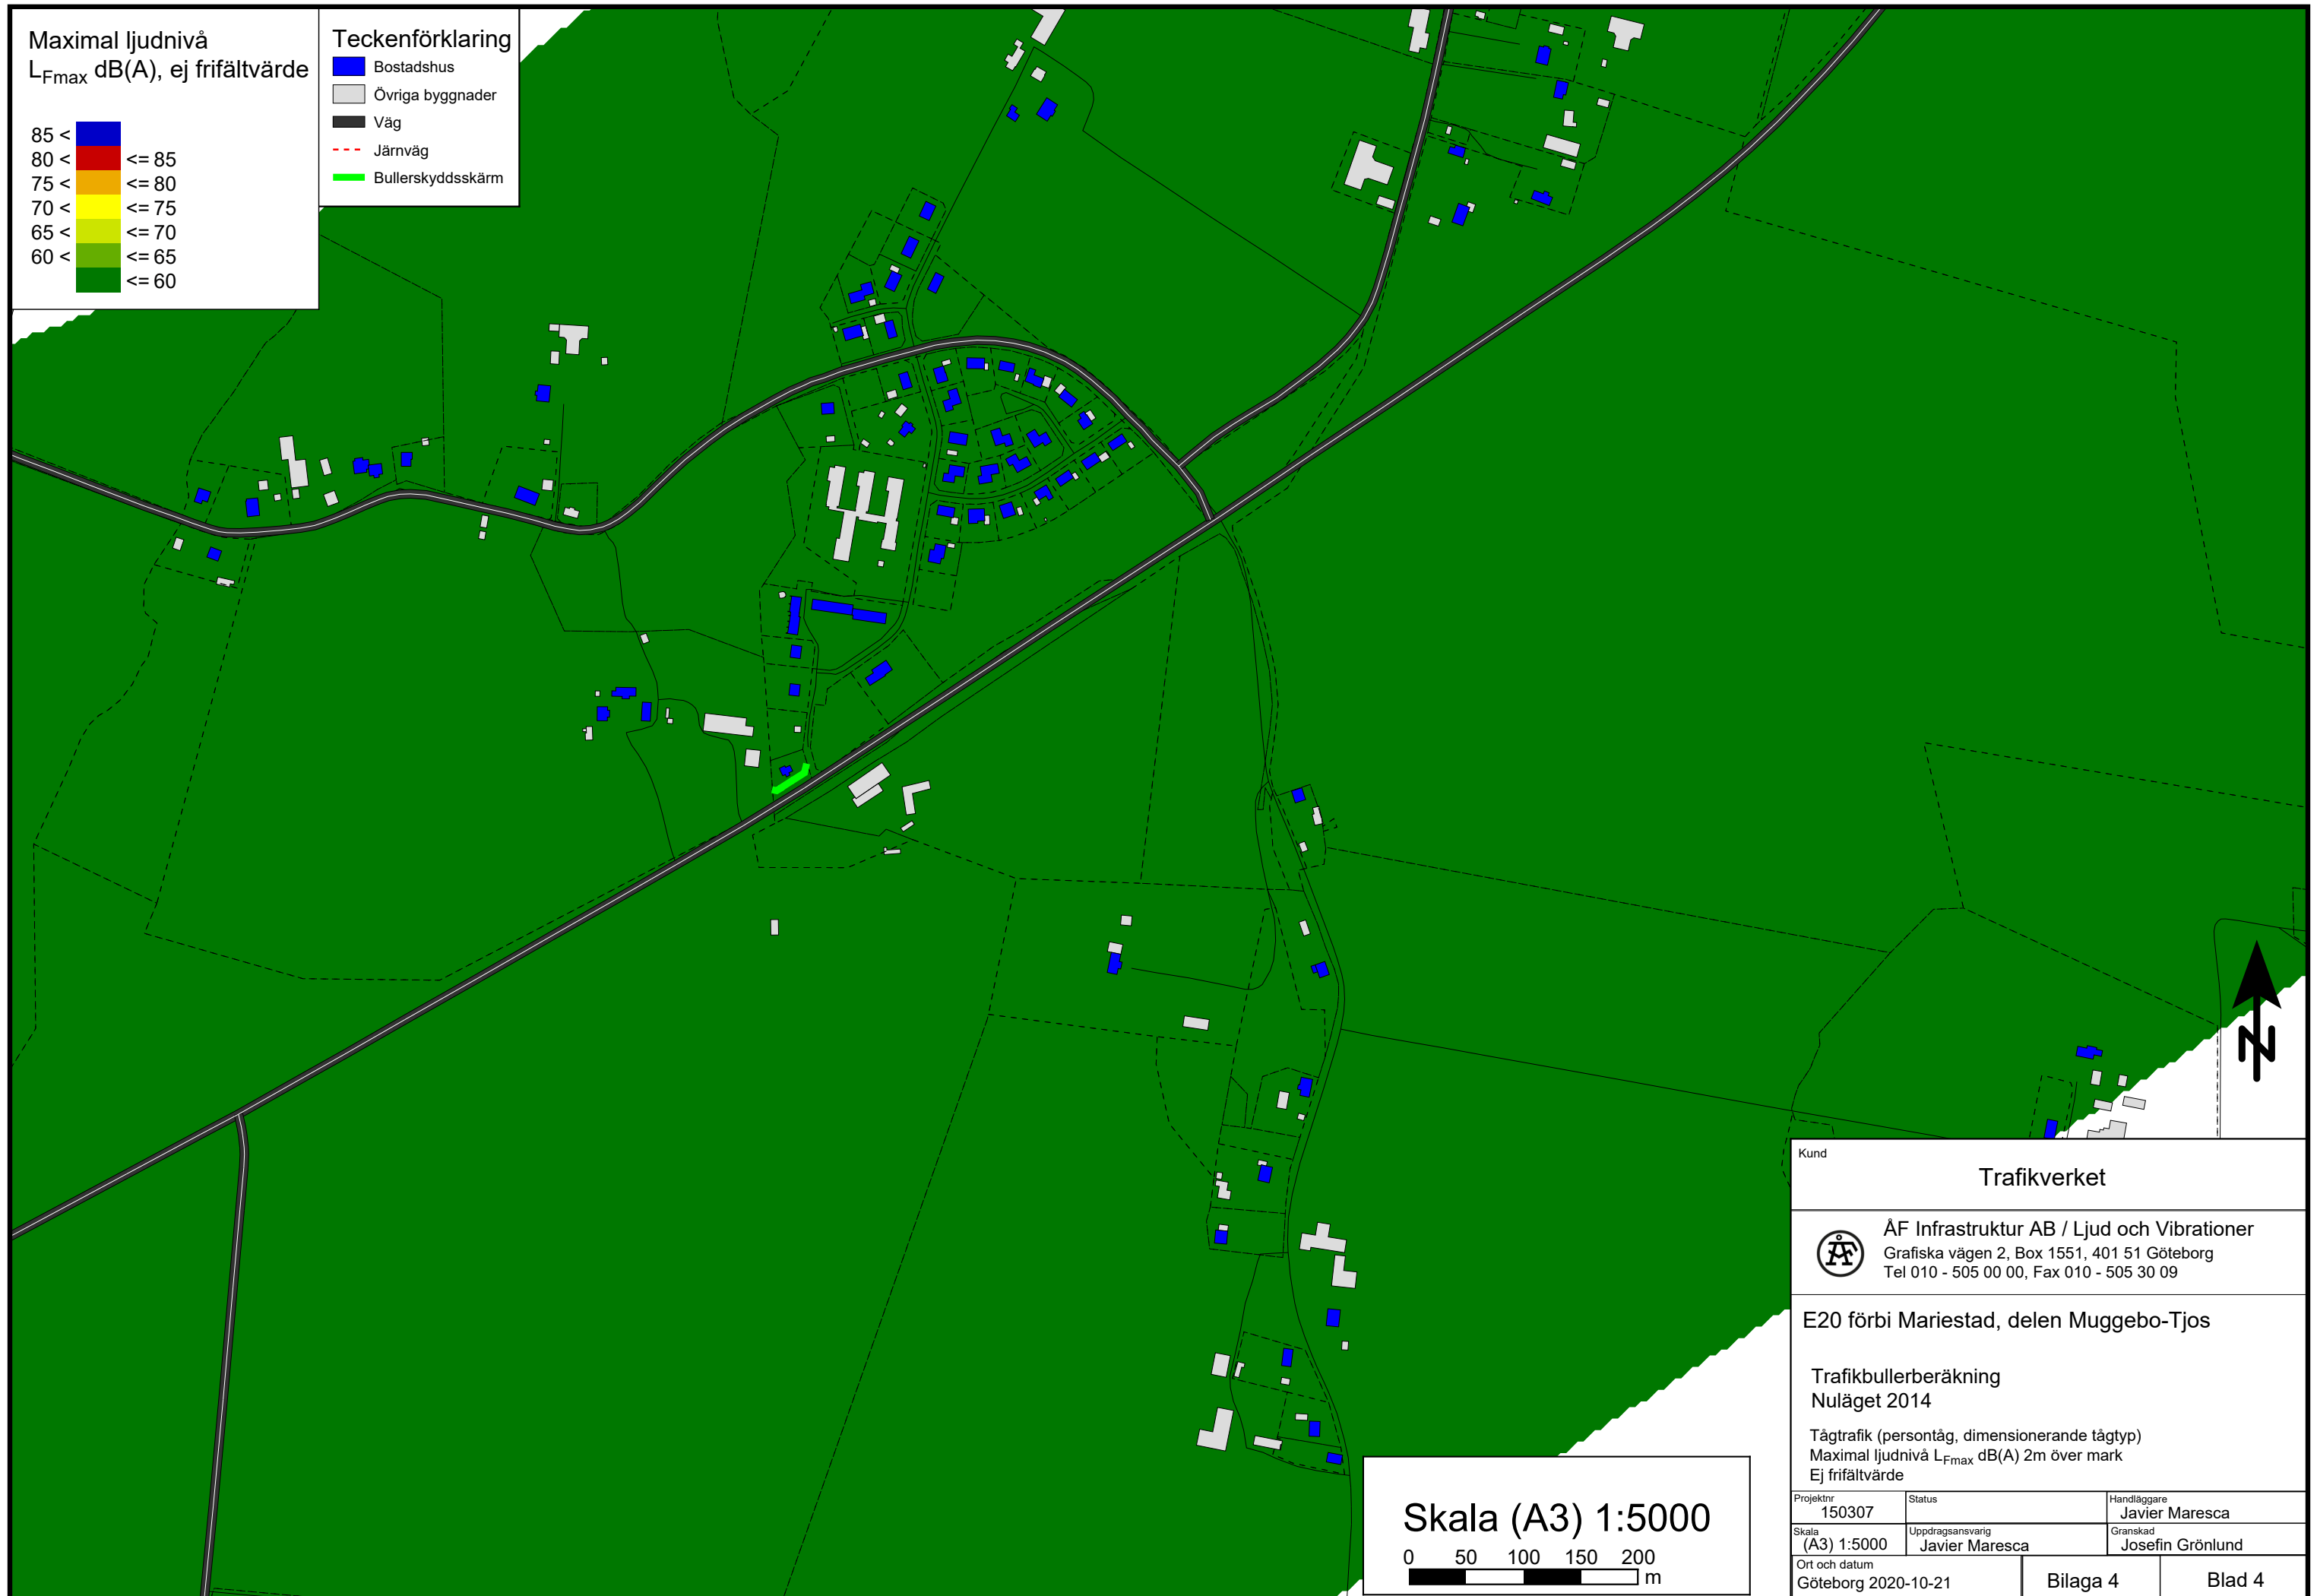 Maximal ljudnivå
LFmax dB(A), ej frifältvärde
85 <
80 < <= 85
75 < <= 80
70 < <= 75
65 < <= 70
60 < <= 65
<= 60
Teckenförklaring
Bostadshus
Övriga byggnader
Väg
Järnväg
Bullerskyddsskärm
N
Kund
Trafikverket
ÅF
ÅF Infrastruktur AB / Ljud och Vibrationer
Grafiska vägen 2, Box 1551, 401 51 Göteborg
Tel 010 - 505 00 00, Fax 010 - 505 30 09
E20 förbi Mariestad, delen Muggebo-Tjos
Trafikbullerberäkning
Nuläget 2014
Tågtrafik (persontåg, dimensionerande tågtyp)
Maximal ljudnivå LFmax dB(A) 2m över mark
Ej frifältvärde
Projektnr
150307
Status
Handläggare
Javier Maresca
Skala
(A3) 1:5000
Uppdragsansvarig
Javier Maresca
Granskad
Josefin Grönlund
Ort och datum
Göteborg 2020-10-21
Bilaga 4
Blad 4
Skala (A3) 1:5000
0 50 100 150 200
m